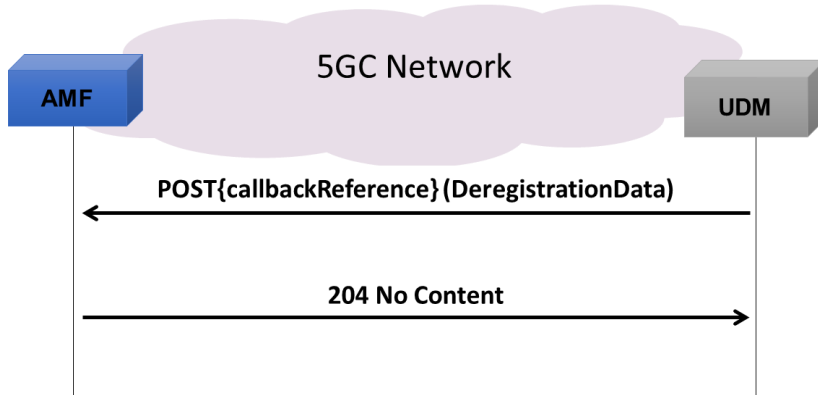 5GC Network
AMF
UDM
POST{callbackReference}(DeregistrationData)
204 No Content